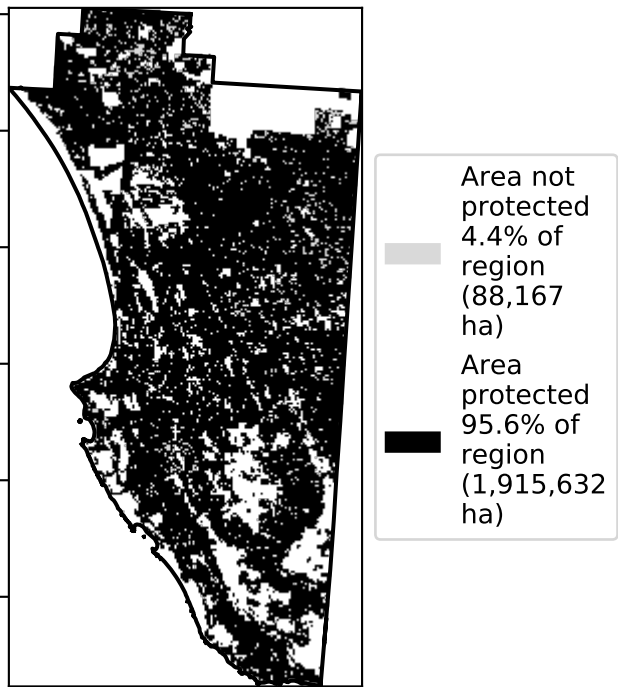 Area not
protected
4.4% of
region
(88,167
ha)
Area
protected
95.6% of
region
(1,915,632
ha)